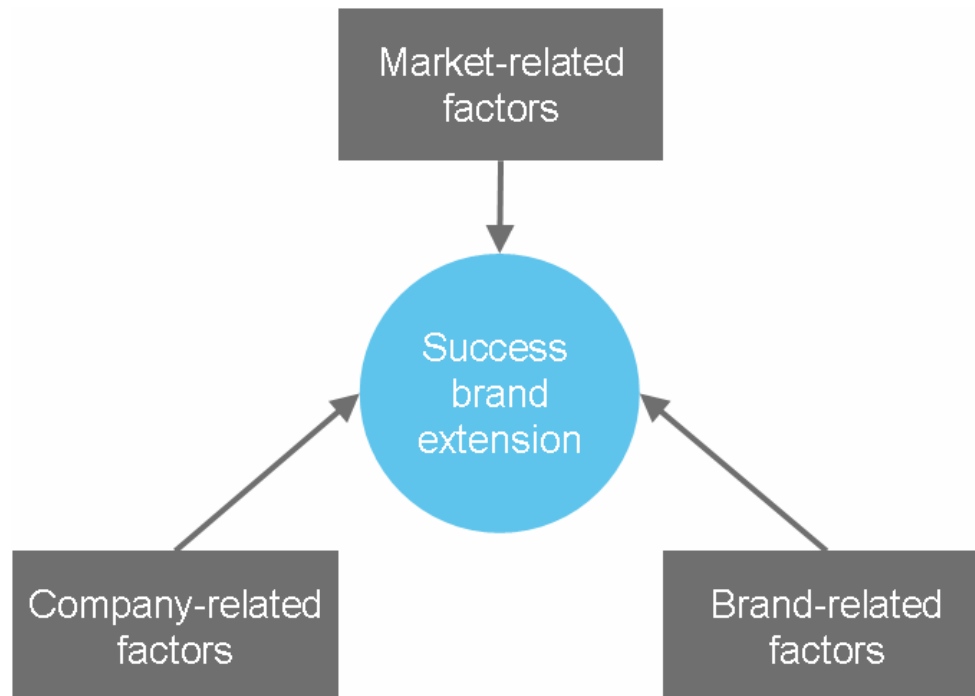 Market-related
factors
Success
brand
extension
Company-related
factors
Brand-related
factors